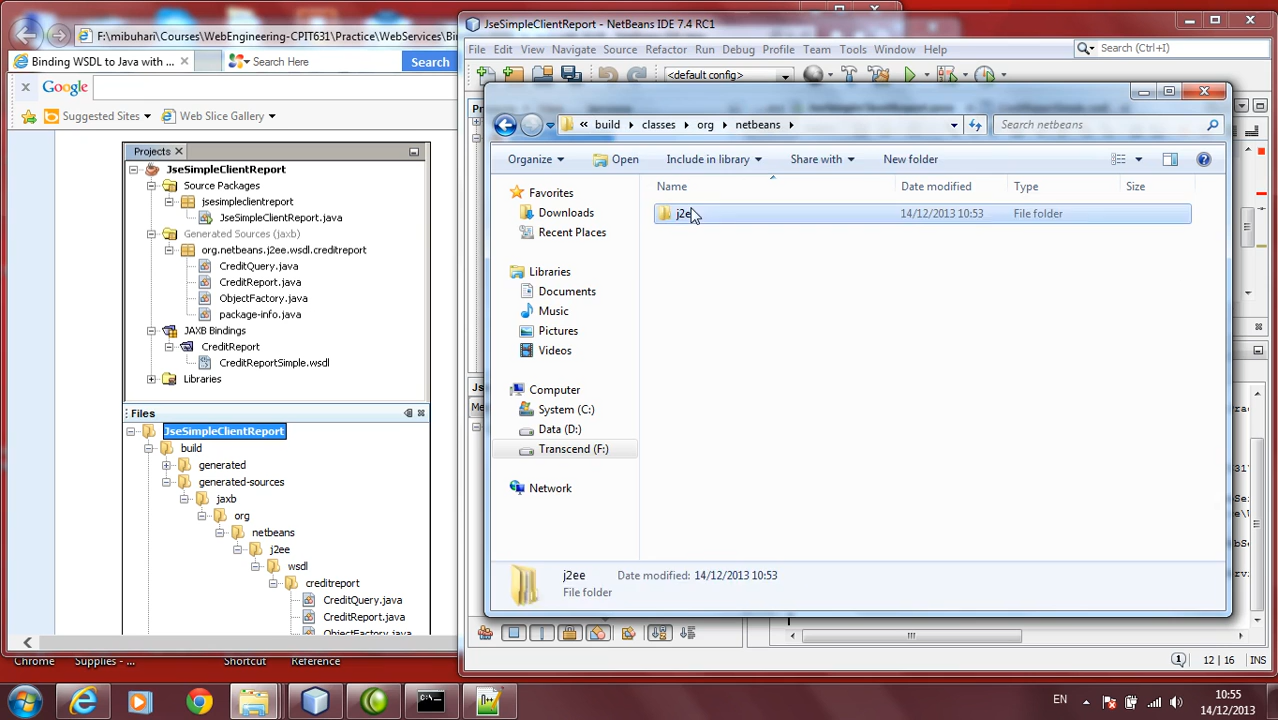 F:\mibuhari\Courses\WebEngineering-CPIT631\Practice\WebServices\Bin
Binding WSDL to Java with ...
Search Here
Search
Google
Suggested Sites
Web Slice Gallery
Projects
JseSimpleClientReport
Source Packages
jsesimpleclientreport
JseSimpleClientReport.java
Generated Sources (jaxb)
org.netbeans.j2ee.wsdl.creditreport
CreditQuery.java
CreditReport.java
ObjectFactory.java
package-info.java
JAXB Bindings
CreditReport
CreditReportSimple.wsdl
Libraries
Files
JseSimpleClientReport
build
generated
generated-sources
jaxb
org
netbeans
j2ee
wsdl
creditreport
CreditQuery.java
CreditReport.java
ObjectFactory.java
Chrome
Supplies - ...
Shortcut
Reference
JseSimpleClientReport - NetBeans IDE 7.4 RC1
File Edit View Navigate Source Refactor Run Debug Profile Team Tools Window Help
Search (Ctrl+I)
<default config>
build classes org netbeans
Search netbeans
Organize Open Include in library Share with New folder
Name Date modified Type Size
j2e 14/12/2013 10:53 File folder
Favorites
Downloads
Recent Places
Libraries
Documents
Music
Pictures
Videos
Computer
System (C:)
Data (D:)
Transcend (F:)
Network
j2ee Date modified: 14/12/2013 10:53
File folder
12 | 16 INS
EN
10:55
14/12/2013